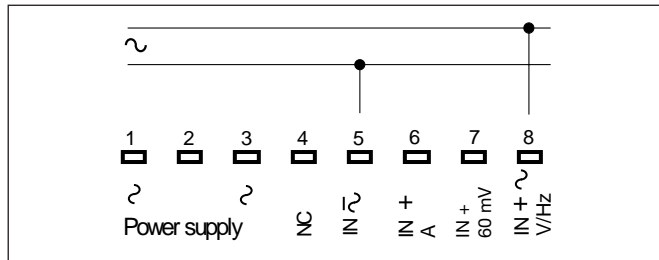 ~
1 2 3 4 5 6 7 8
~ ~
Power supply
NC
IN ~
IN +
A
IN +
60 mV
IN + ~
V/Hz